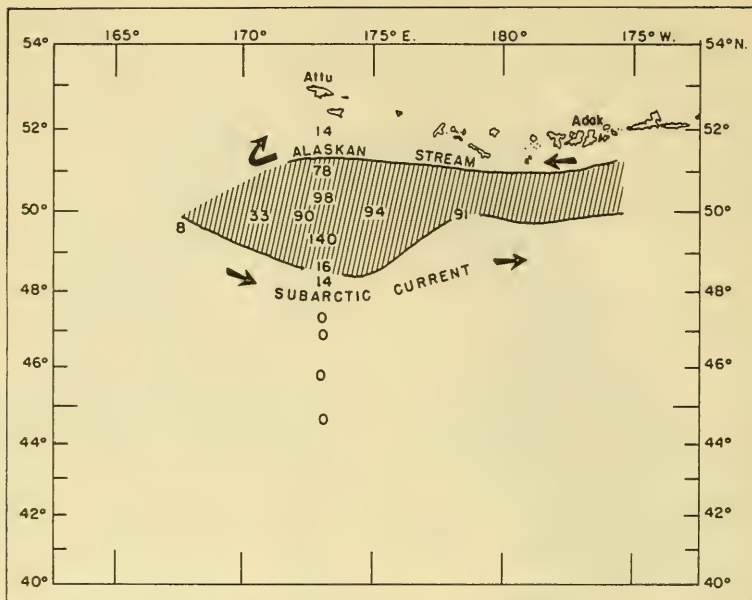 165° 170° 175° E. 180° 175° W.
54° 54° N.
Attu
52° 14 Adak 52°
ALASKAN STREAM
78
98
50° 33 90 94 91 50°
8
140
16
14
48° SUBARCTIC CURRENT 48°
0
0
46° 46°
0
0
44° 44°
42° 42°
40° 40°